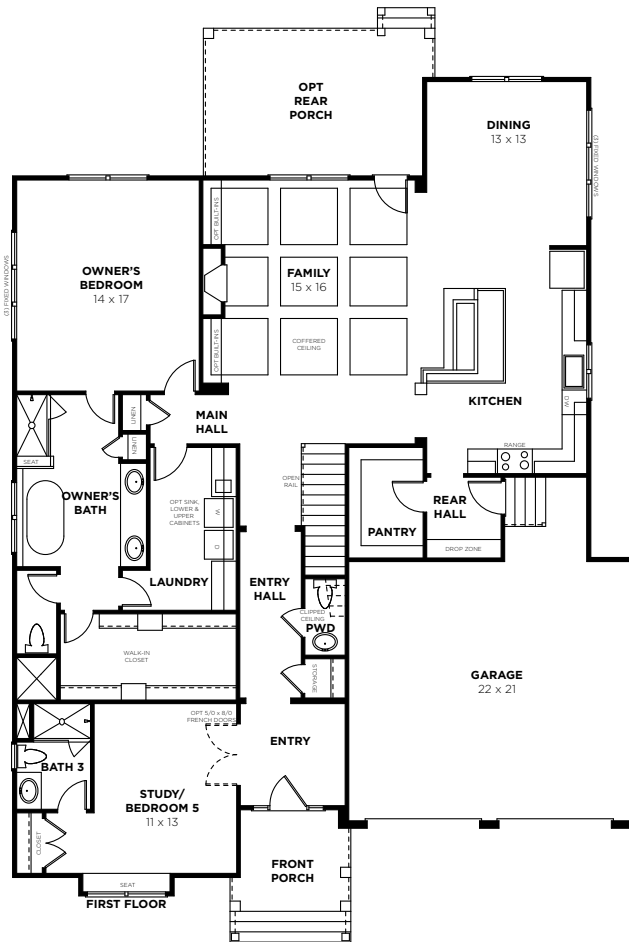 OPT
REAR
PORCH
DINING
13 x 13
(3) FIXED WINDOWS
OPT BUILT-INS
OWNER'S
BEDROOM
14 x 17
(3) FIXED WINDOWS
FAMILY
15 x 16
COFFERED
CEILING
OPT BUILT-INS
KITCHEN
DW
RANGE
MAIN
HALL
LINEN
LINEN
SEAT
OWNER'S
BATH
OPT SINK,
LOWER &
UPPER
CABINETS
W
D
LAUNDRY
OPEN
RAIL
PANTRY
REAR
HALL
DROP ZONE
ENTRY
HALL
CLIPPED
CEILING
PWD
STORAGE
WALK-IN
CLOSET
GARAGE
22 x 21
OPT 5/0 x 8/0
FRENCH DOORS
ENTRY
BATH 3
STUDY/
BEDROOM 5
11 x 13
CLOSET
SEAT
FRONT
PORCH
FIRST FLOOR